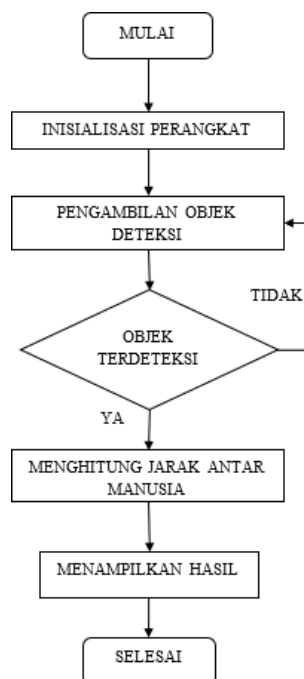 MULAI
INISIALISASI PERANGKAT
PENGAMBILAN OBJEK
DETEKSI
TIDAK
OBJEK
TERDETEKSI
YA
MENGHITUNG JARAK ANTAR
MANUSIA
MENAMPILKAN HASIL
SELESAI